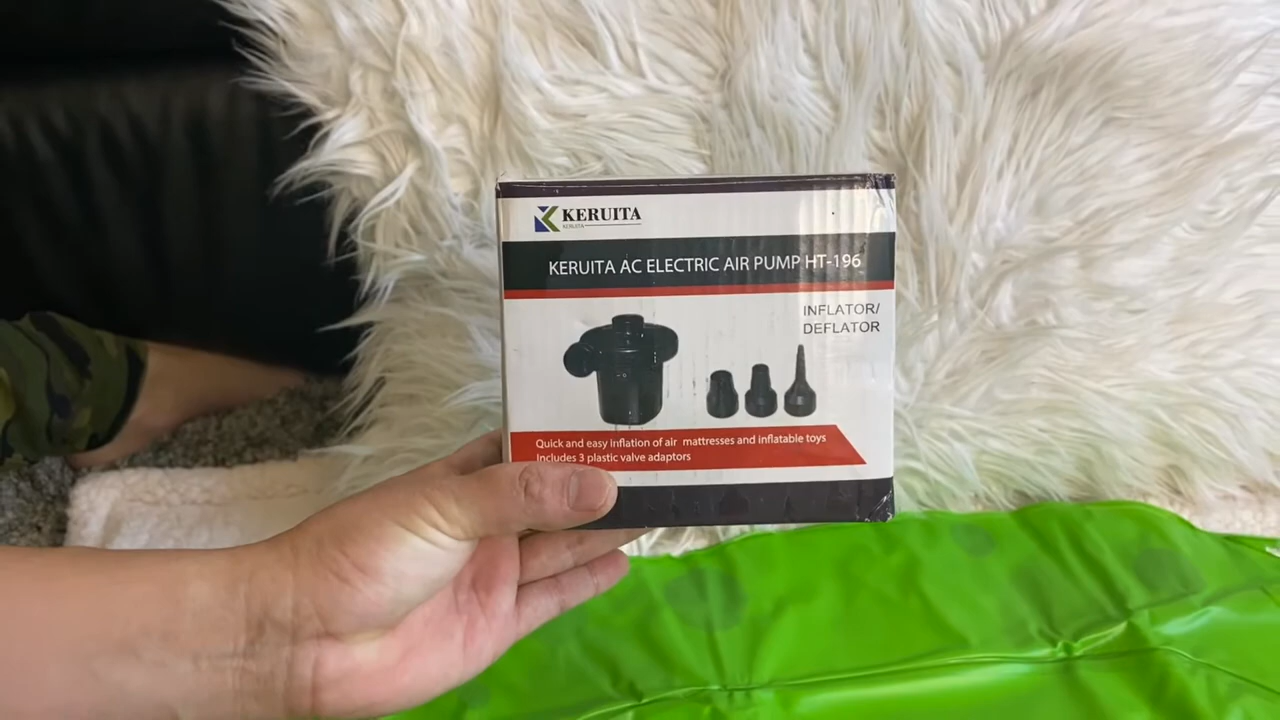 KERUITA
KERUITA
KERUITA AC ELECTRIC AIR PUMP HT-196
INFLATOR/
DEFLATOR
Quick and easy inflation of air mattresses and inflatable toys
Includes 3 plastic valve adaptors